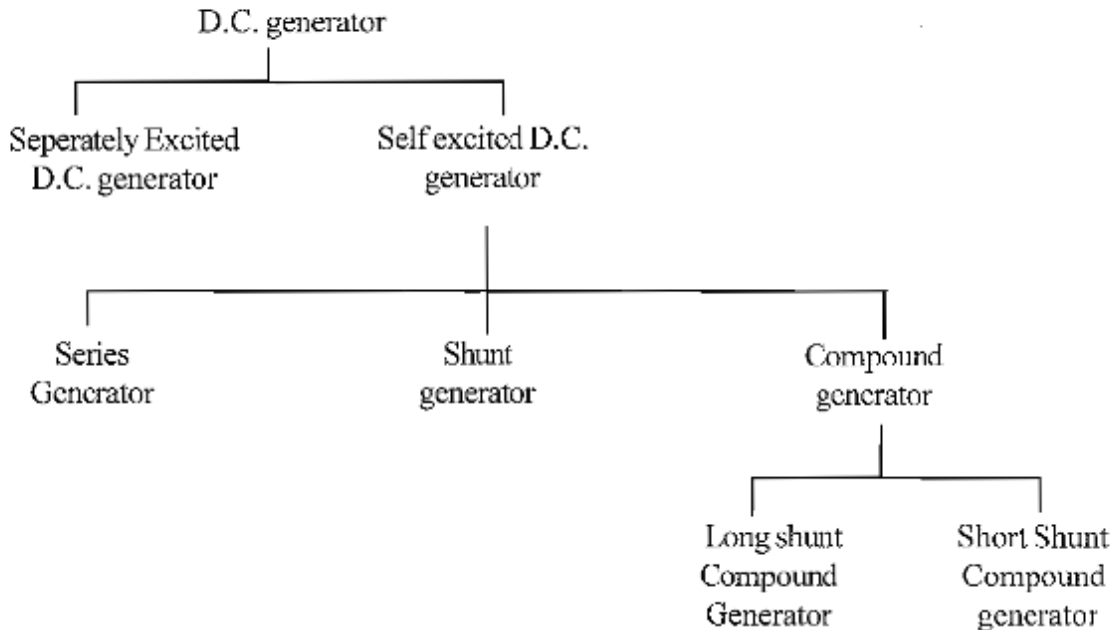 D.C. generator
Seperately Excited
D.C. generator
Self excited D.C.
generator
Series
Generator
Shunt
generator
Compound
generator
Long shunt
Compound
Generator
Short Shunt
Compound
generator